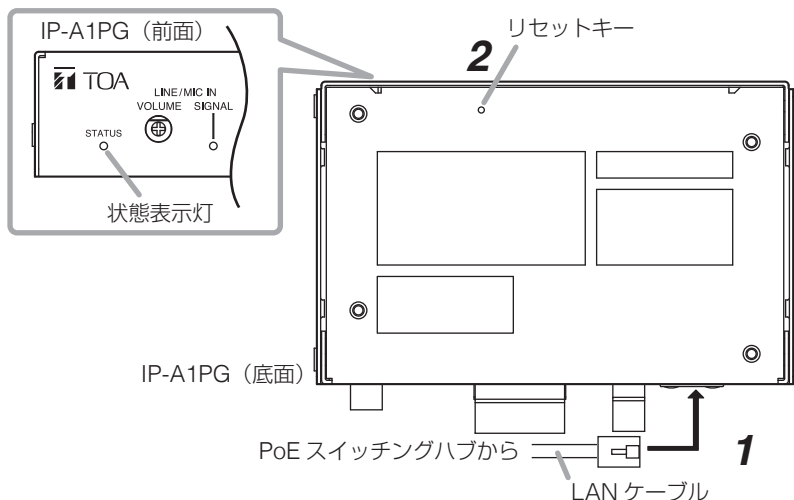 IP-A1PG（前面）
TOA
LINE/MIC IN
VOLUME SIGNAL
STATUS
状態表示灯
2
リセットキー
IP-A1PG（底面）
PoE スイッチングハブから
1
LAN ケーブル